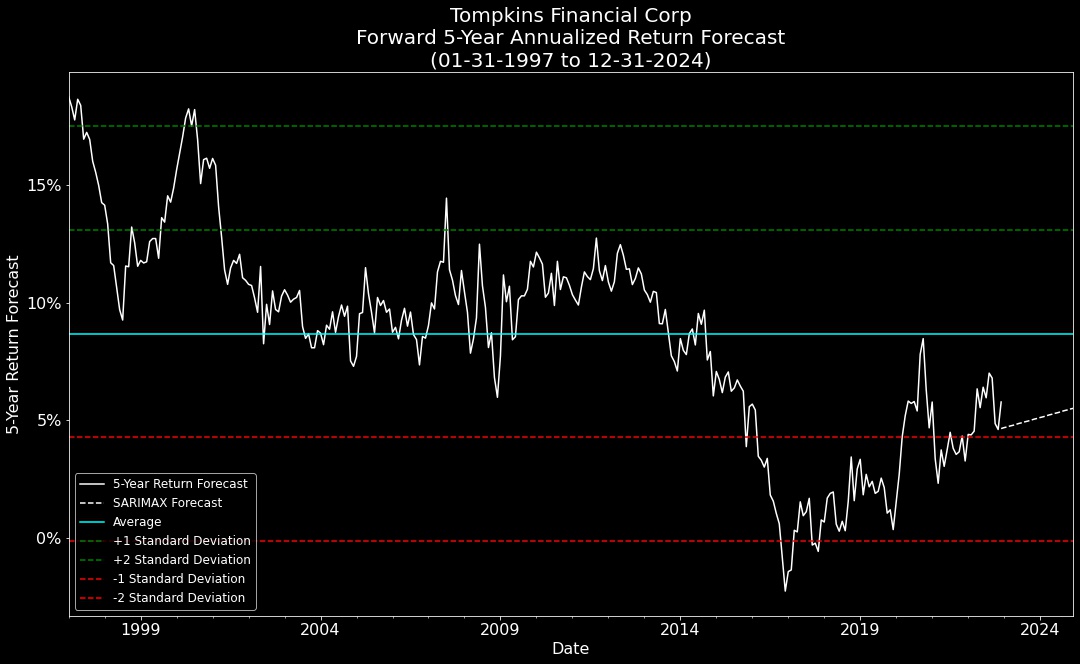 Tompkins Financial Corp
Forward 5-Year Annualized Return Forecast
(01-31-1997 to 12-31-2024)
5-Year Return Forecast
15%
10%
5%
0%
5-Year Return Forecast
SARIMAX Forecast
Average
+1 Standard Deviation
+2 Standard Deviation
-1 Standard Deviation
-2 Standard Deviation
1999 2004 2009 2014 2019 2024
Date